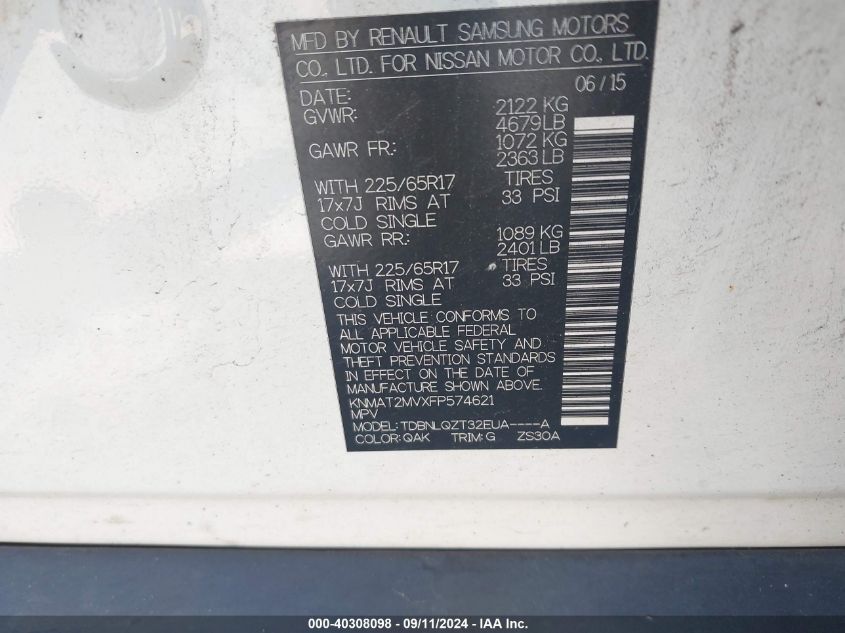 MFD BY RENAULT SAMSUNG MOTORS
CO., LTD. FOR NISSAN MOTOR CO., LTD.
DATE: 06/15
GVWR: 2122 KG
4679LB
GAWR FR.: 1072 KG
2363 LB
WITH 225/65R17 TIRES
17x7J RIMS AT 33 PSI
COLD SINGLE
GAWR RR.: 1089 KG
2401 LB
WITH 225/65R17 TIRES
17x7J RIMS AT 33 PSI
COLD SINGLE
THIS VEHICLE CONFORMS TO
ALL APPLICABLE FEDERAL
MOTOR VEHICLE SAFETY AND
THEFT PREVENTION STANDARDS
IN EFFECT ON THE DATE OF
MANUFACTURE SHOWN ABOVE.
KNMAT2MVXFP574621
MPV
MODEL: TDBNLQZT32EUA----A
COLOR: QAK TRIM: G ZS30A
000-40308098 - 09/11/2024 - IAA Inc.